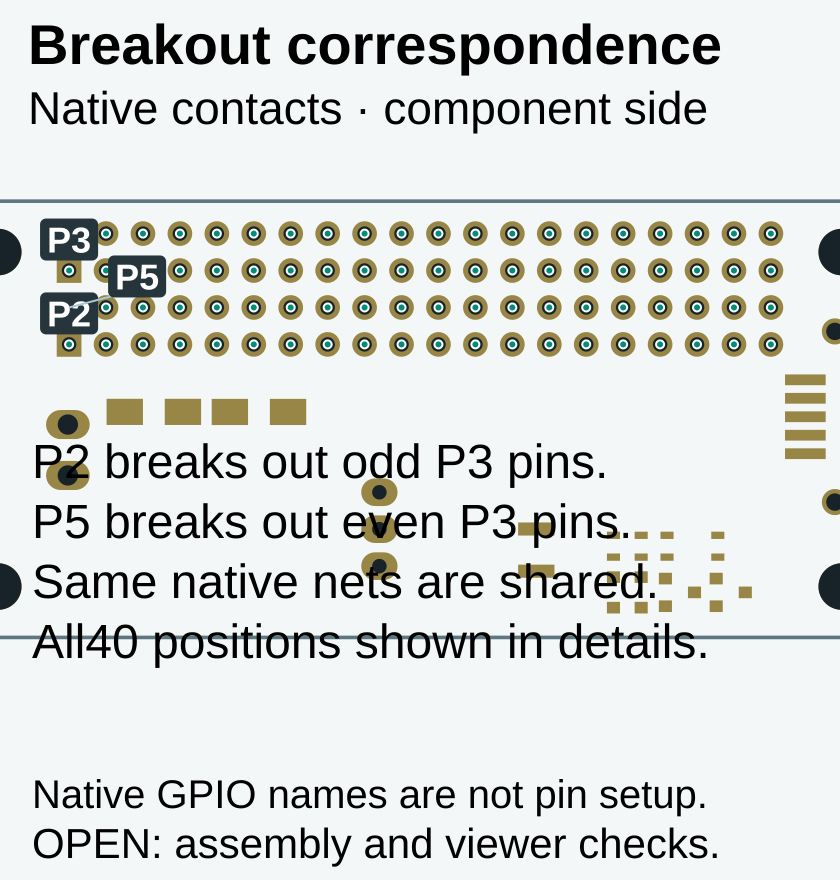 Breakout correspondence
Native contacts · component side
P3
P5
P2
P2 breaks out odd P3 pins.
P5 breaks out even P3 pins.
Same native nets are shared.
All40 positions shown in details.
Native GPIO names are not pin setup.
OPEN: assembly and viewer checks.